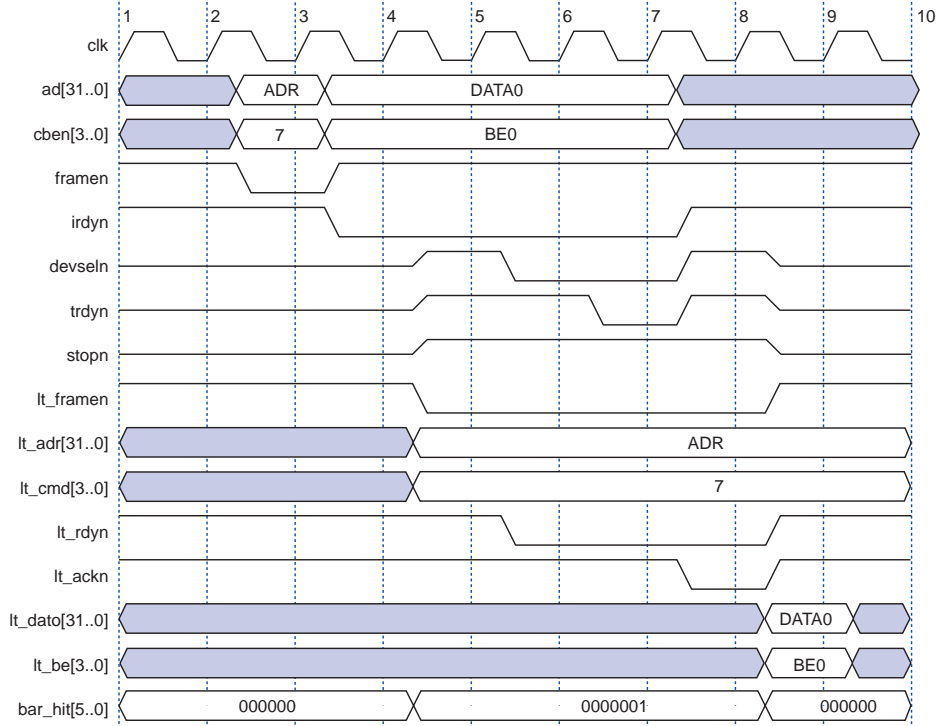 1 2 3 4 5 6 7 8 9 10
clk
ad[31..0] ADR DATA0
cben[3..0] 7 BE0
framen
irdyn
devseln
trdyn
stopn
lt_framen
lt_adr[31..0] ADR
lt_cmd[3..0] 7
lt_rdyn
lt_ackn
lt_dato[31..0] DATA0
lt_be[3..0] BE0
bar_hit[5..0] 000000 0000001 000000